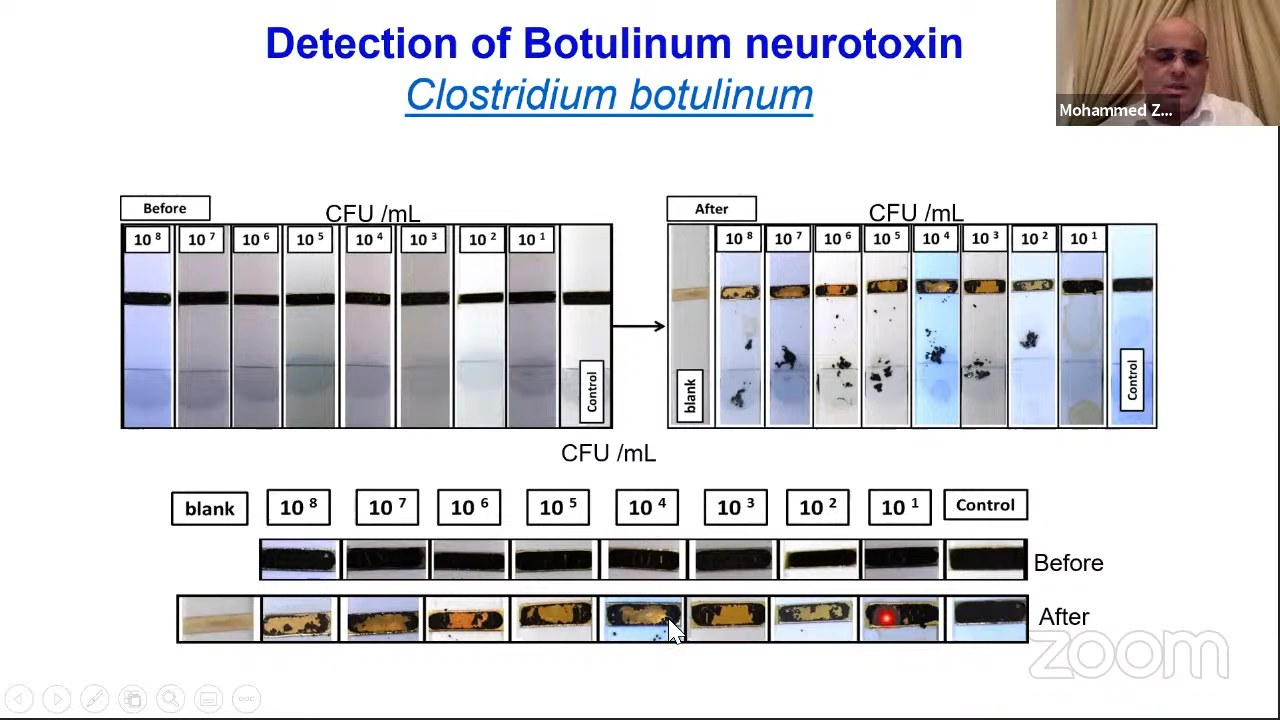 Detection of Botulinum neurotoxin
Clostridium botulinum
Mohammed Z...
Before
CFU /mL
10 8 10 7 10 6 10 5 10 4 10 3 10 2 10 1
Control
After
CFU /mL
10 8 10 7 10 6 10 5 10 4 10 3 10 2 10 1
blank
Control
CFU /mL
blank 10 8 10 7 10 6 10 5 10 4 10 3 10 2 10 1 Control
Before
After
zoom